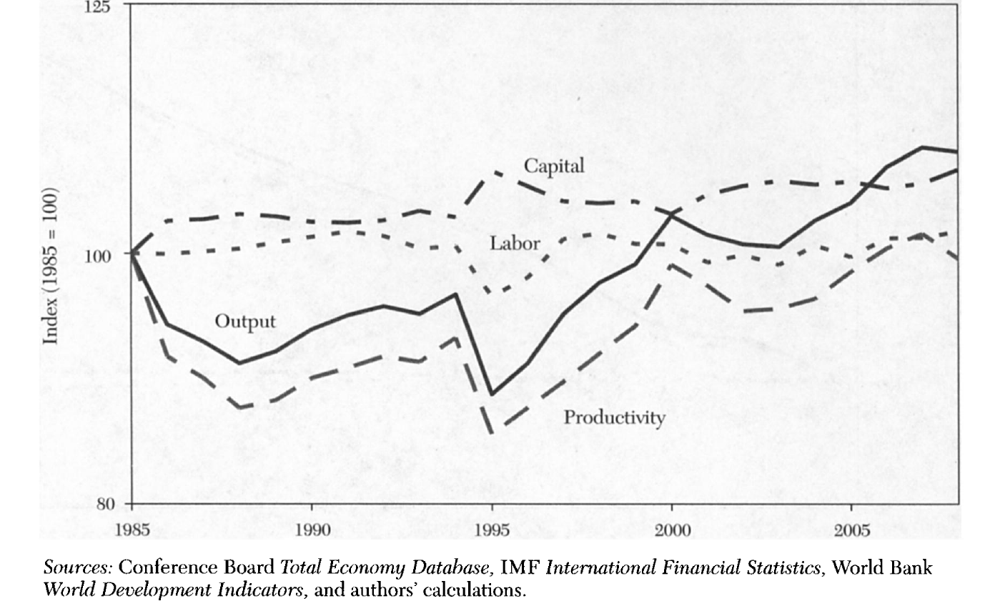 125
Capital
Labor
100
Output
Productivity
80
Index (1985 = 100)
1985 1990 1995 2000 2005
Sources: Conference Board Total Economy Database, IMF International Financial Statistics, World Bank
World Development Indicators, and authors' calculations.